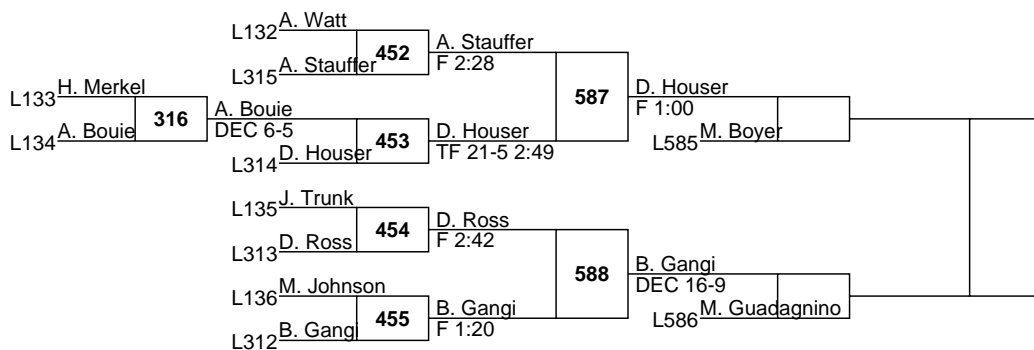 L132 A. Watt
452
A. Stauffer
F 2:28
L315 A. Stauffer
L133 H. Merkel
316
A. Bouie
DEC 6-5
L134 A. Bouie
453
D. Houser
TF 21-5 2:49
L314 D. Houser
587
D. Houser
F 1:00
L585 M. Boyer
L135 J. Trunk
454
D. Ross
F 2:42
L313 D. Ross
588
B. Gangi
DEC 16-9
L586 M. Guadagnino
L136 M. Johnson
455
B. Gangi
F 1:20
L312 B. Gangi